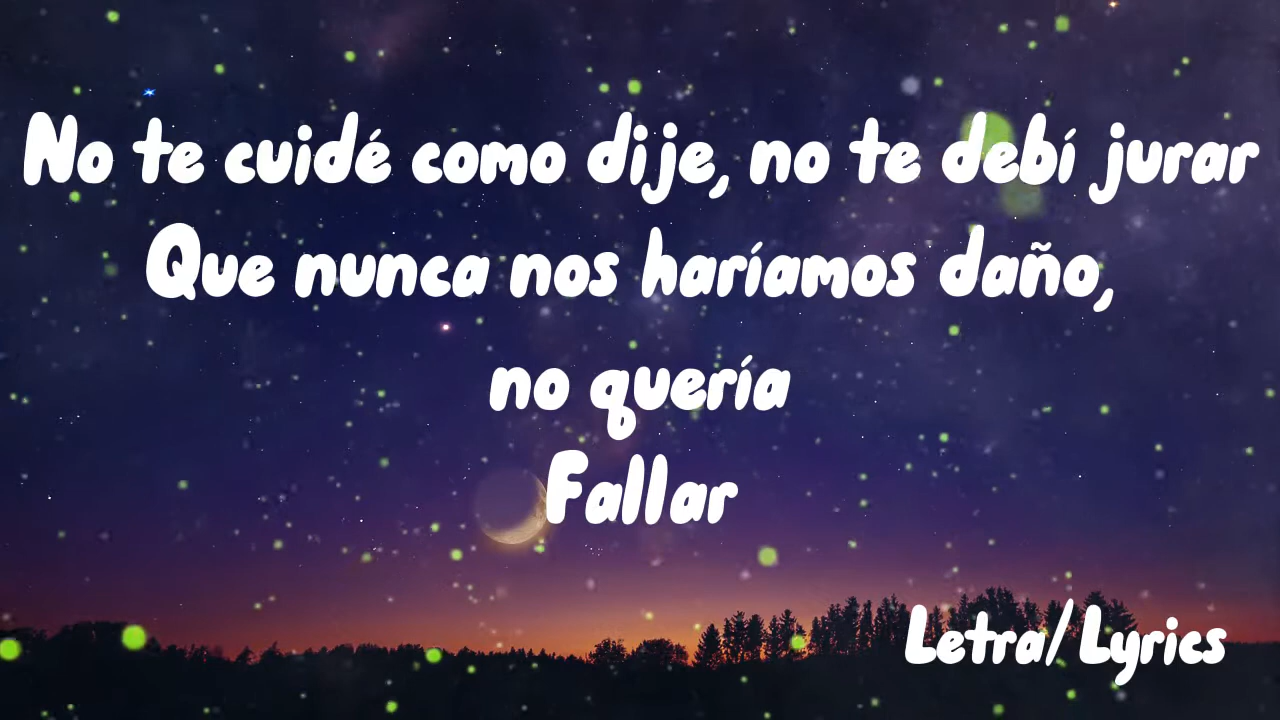 No te cuidé como dije, no te debí jurar
Que nunca nos haríamos daño,
no quería
Fallar
Letra/Lyrics